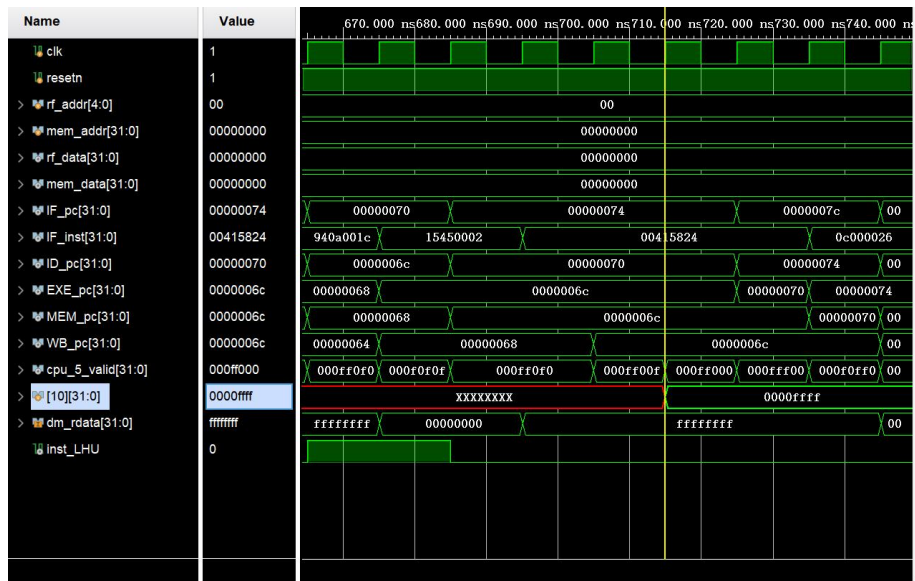 Name Value 670.000 ns 680.000 ns 690.000 ns 700.000 ns 710.000 ns 720.000 ns 730.000 ns 740.000 ns
clk 1
resetn 1
rf_addr[4:0] 00 00
mem_addr[31:0] 00000000 00000000
rf_data[31:0] 00000000 00000000
mem_data[31:0] 00000000 00000000
IF_pc[31:0] 00000074 00000070 00000074 0000007c 00
IF_inst[31:0] 00415824 940a001c 15450002 00415824 0c000026
ID_pc[31:0] 00000070 0000006c 00000070 00000074 00
EXE_pc[31:0] 0000006c 00000068 0000006c 00000070 00000074
MEM_pc[31:0] 0000006c 00000068 0000006c 00000070 00
WB_pc[31:0] 0000006c 00000064 00000068 0000006c 00
cpu_5_valid[31:0] 000ff000 000ff0f0 000f0f0f 000ff0f0 000ff00f 000ff000 000fff00 000f0ff0 00
[10][31:0] 0000ffff XXXXXXXX 0000ffff
dm_rdata[31:0] ffffffff ffffffff 00000000 ffffffff 00
inst_LHU 0